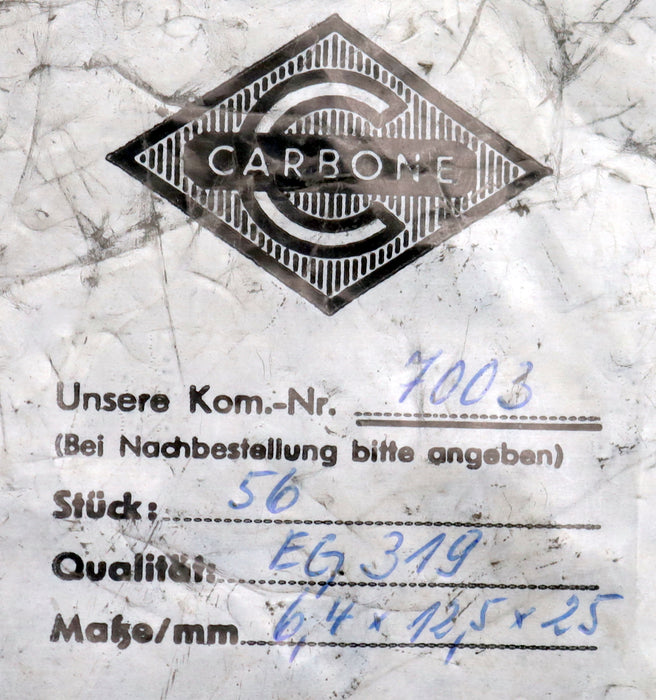 CARBONE
Unsere Kom.-Nr. 7003
(Bei Nachbestellung bitte angeben)
Stück: 56
Qualität: EG 319
Maße/mm 6,4 × 12,5 × 25